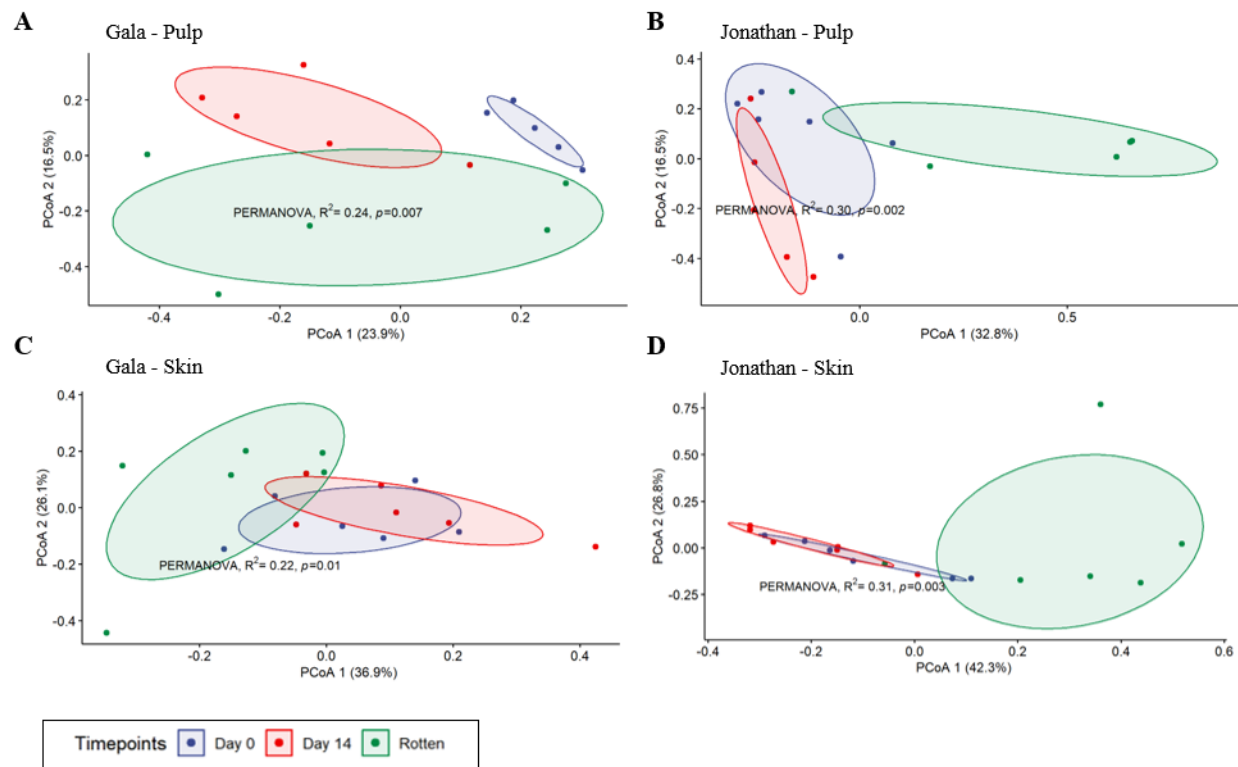 A
Gala - Pulp
PCoA 2 (16.5%)
0.2
0.0
-0.2
-0.4
PERMANOVA, R²= 0.24, p=0.007
-0.4
-0.2
0.0
0.2
PCoA 1 (23.9%)
B
Jonathan - Pulp
PCoA 2 (16.5%)
0.4
0.2
0.0
-0.2
-0.4
PERMANOVA, R²= 0.30, p=0.002
0.0
0.5
PCoA 1 (32.8%)
C
Gala - Skin
PCoA 2 (26.1%)
0.4
0.2
0.0
-0.2
-0.4
PERMANOVA, R²= 0.22, p=0.01
-0.2
0.0
0.2
0.4
PCoA 1 (36.9%)
D
Jonathan - Skin
PCoA 2 (26.8%)
0.75
0.50
0.25
0.00
-0.25
PERMANOVA, R²= 0.31, p=0.003
-0.4
-0.2
0.0
0.2
0.4
0.6
PCoA 1 (42.3%)
Timepoints Day 0 Day 14 Rotten